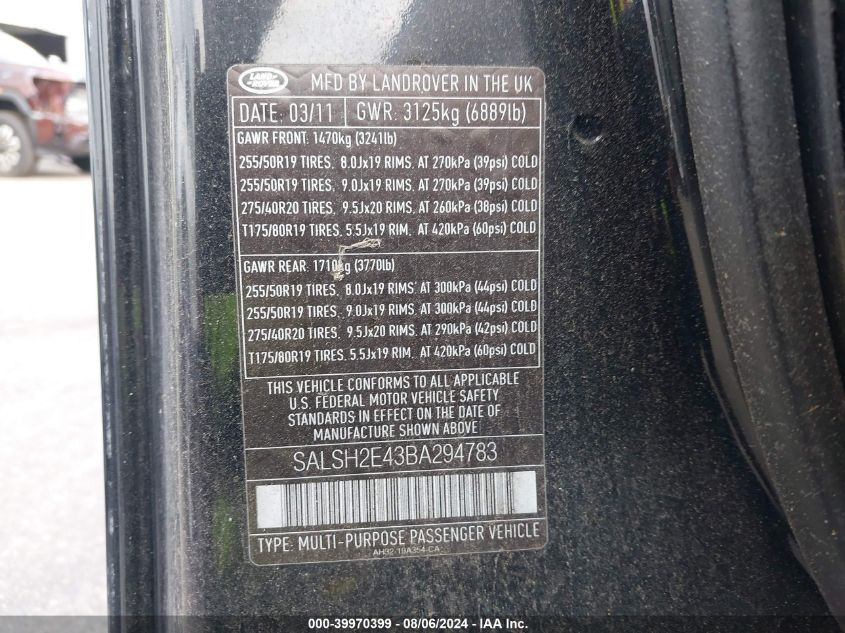 LAND ROVER
MFD BY LANDROVER IN THE UK
DATE: 03/11 GWR: 3125kg (6889lb)
GAWR FRONT: 1470kg (3241lb)
255/50R19 TIRES, 8.0Jx19 RIMS, AT 270kPa (39psi) COLD
255/50R19 TIRES, 9.0Jx19 RIMS, AT 270kPa (39psi) COLD
275/40R20 TIRES, 9.5Jx20 RIMS, AT 260kPa (38psi) COLD
T175/80R19 TIRES, 5.5Jx19 RIM, AT 420kPa (60psi) COLD
GAWR REAR: 1710kg (3770lb)
255/50R19 TIRES, 8.0Jx19 RIMS, AT 300kPa (44psi) COLD
255/50R19 TIRES, 9.0Jx19 RIMS, AT 300kPa (44psi) COLD
275/40R20 TIRES, 9.5Jx20 RIMS, AT 290kPa (42psi) COLD
T175/80R19 TIRES, 5.5Jx19 RIM, AT 420kPa (60psi) COLD
THIS VEHICLE CONFORMS TO ALL APPLICABLE
U.S. FEDERAL MOTOR VEHICLE SAFETY
STANDARDS IN EFFECT ON THE DATE OF
MANUFACTURE SHOWN ABOVE
SALSH2E43BA294783
TYPE: MULTI-PURPOSE PASSENGER VEHICLE
AH32-19A354-CA
000-39970399 - 08/06/2024 - IAA Inc.